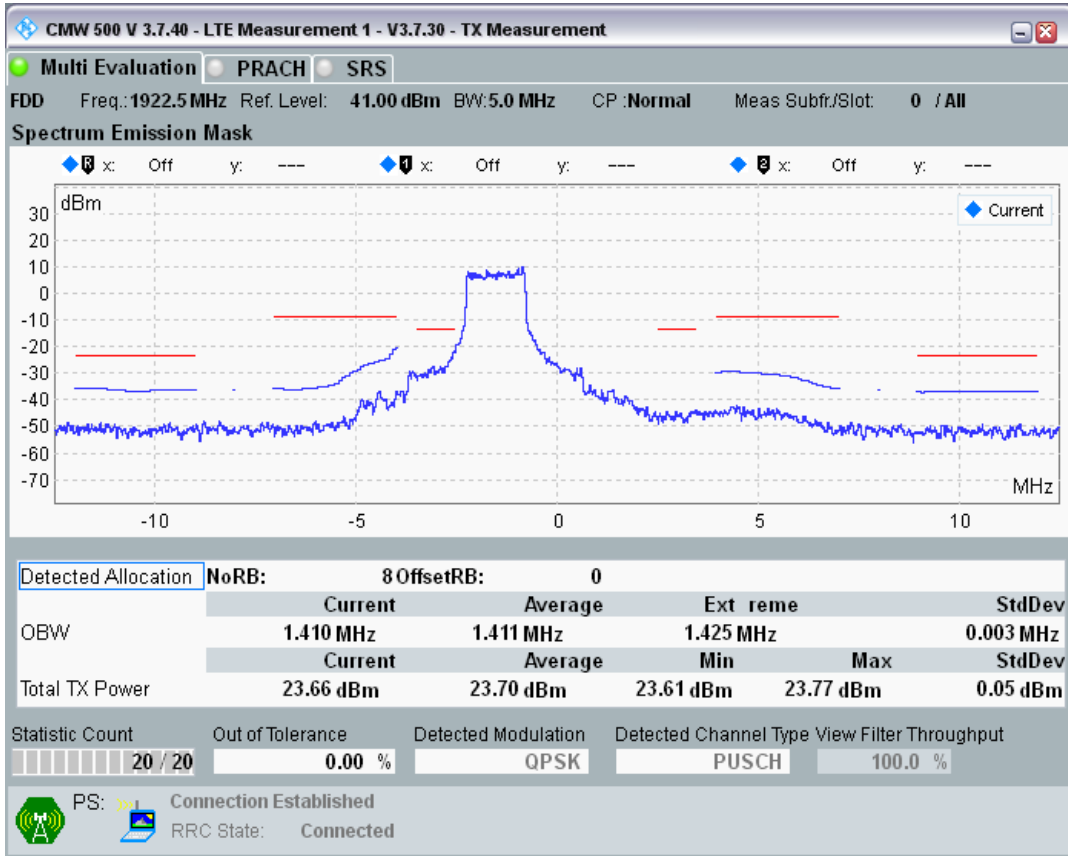 CMW 500 V 3.7.40 - LTE Measurement 1 - V3.7.30 - TX Measurement
Multi Evaluation PRACH SRS
FDD Freq.: 1922.5 MHz Ref. Level: 41.00 dBm BW: 5.0 MHz CP : Normal Meas Subfr./Slot: 0 / All
Spectrum Emission Mask
R x: Off y: --- 1 x: Off y: --- 2 x: Off y: ---
dBm
Current
30
20
10
0
-10
-20
-30
-40
-50
-60
-70
MHz
-10 -5 0 5 10
Detected Allocation NoRB: 8 OffsetRB: 0
Current Average Ext reme StdDev
OBW 1.410 MHz 1.411 MHz 1.425 MHz 0.003 MHz
Current Average Min Max StdDev
Total TX Power 23.66 dBm 23.70 dBm 23.61 dBm 23.77 dBm 0.05 dBm
Statistic Count Out of Tolerance Detected Modulation Detected Channel Type View Filter Throughput
20 / 20 0.00 % QPSK PUSCH 100.0 %
PS: Connection Established
RRC State: Connected